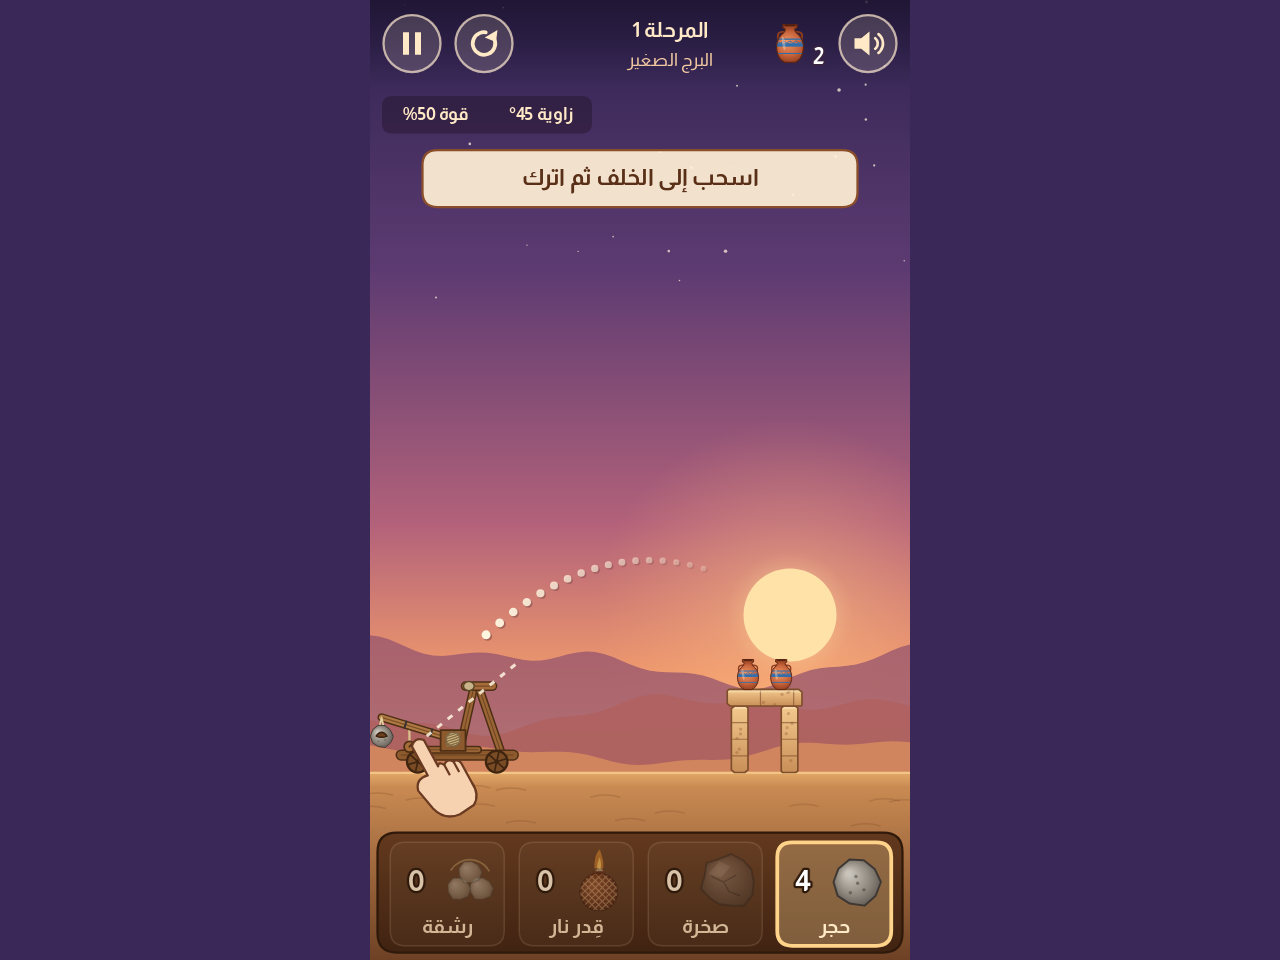 المرحلة 1
البرج الصغير
2
زاوية 45°
قوة 50%
اسحب إلى الخلف ثم اترك
4
حجر
0
صخرة
0
قِدر نار
0
رشقة